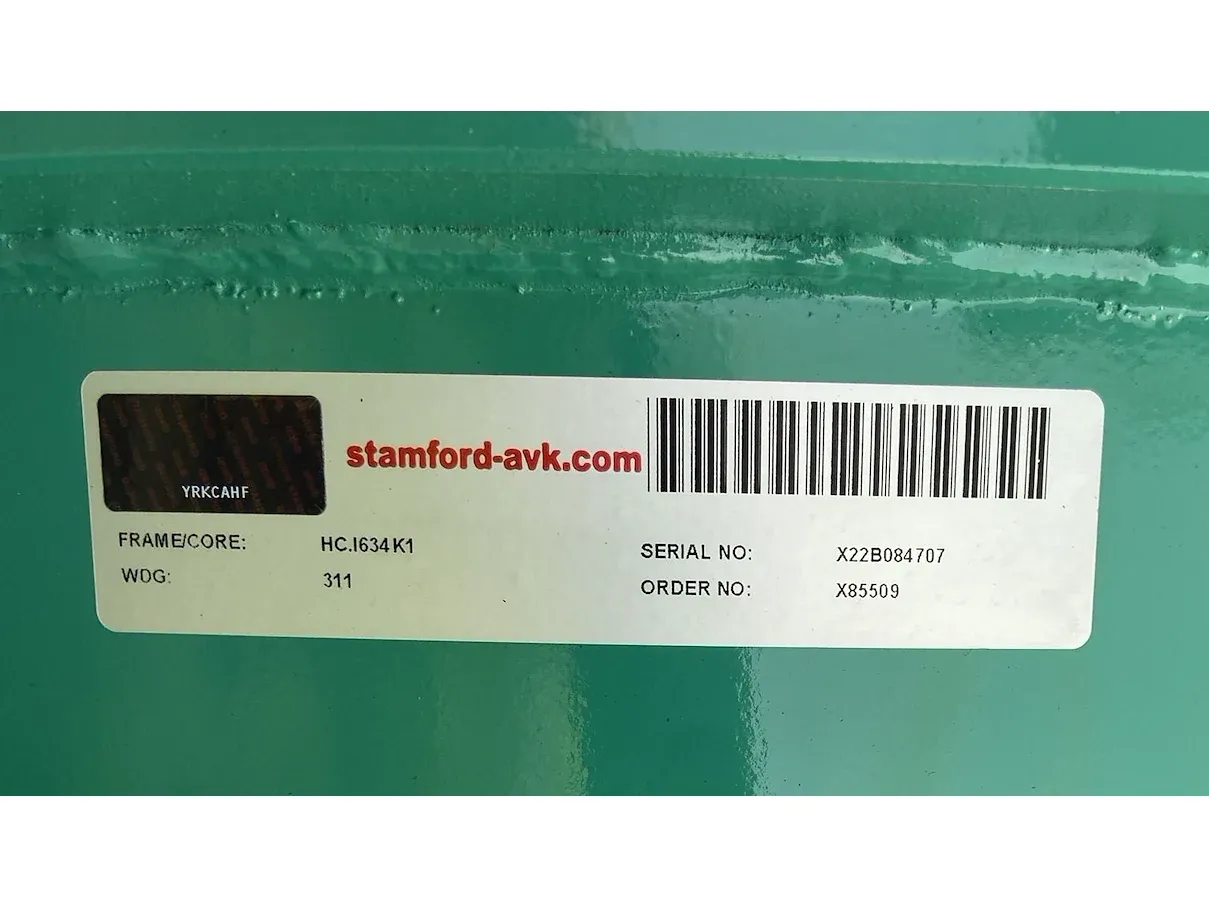 YRKCAHF
stamford-avk.com
FRAME/CORE: HC.I634K1
WDG: 311
SERIAL NO: X22B084707
ORDER NO: X85509